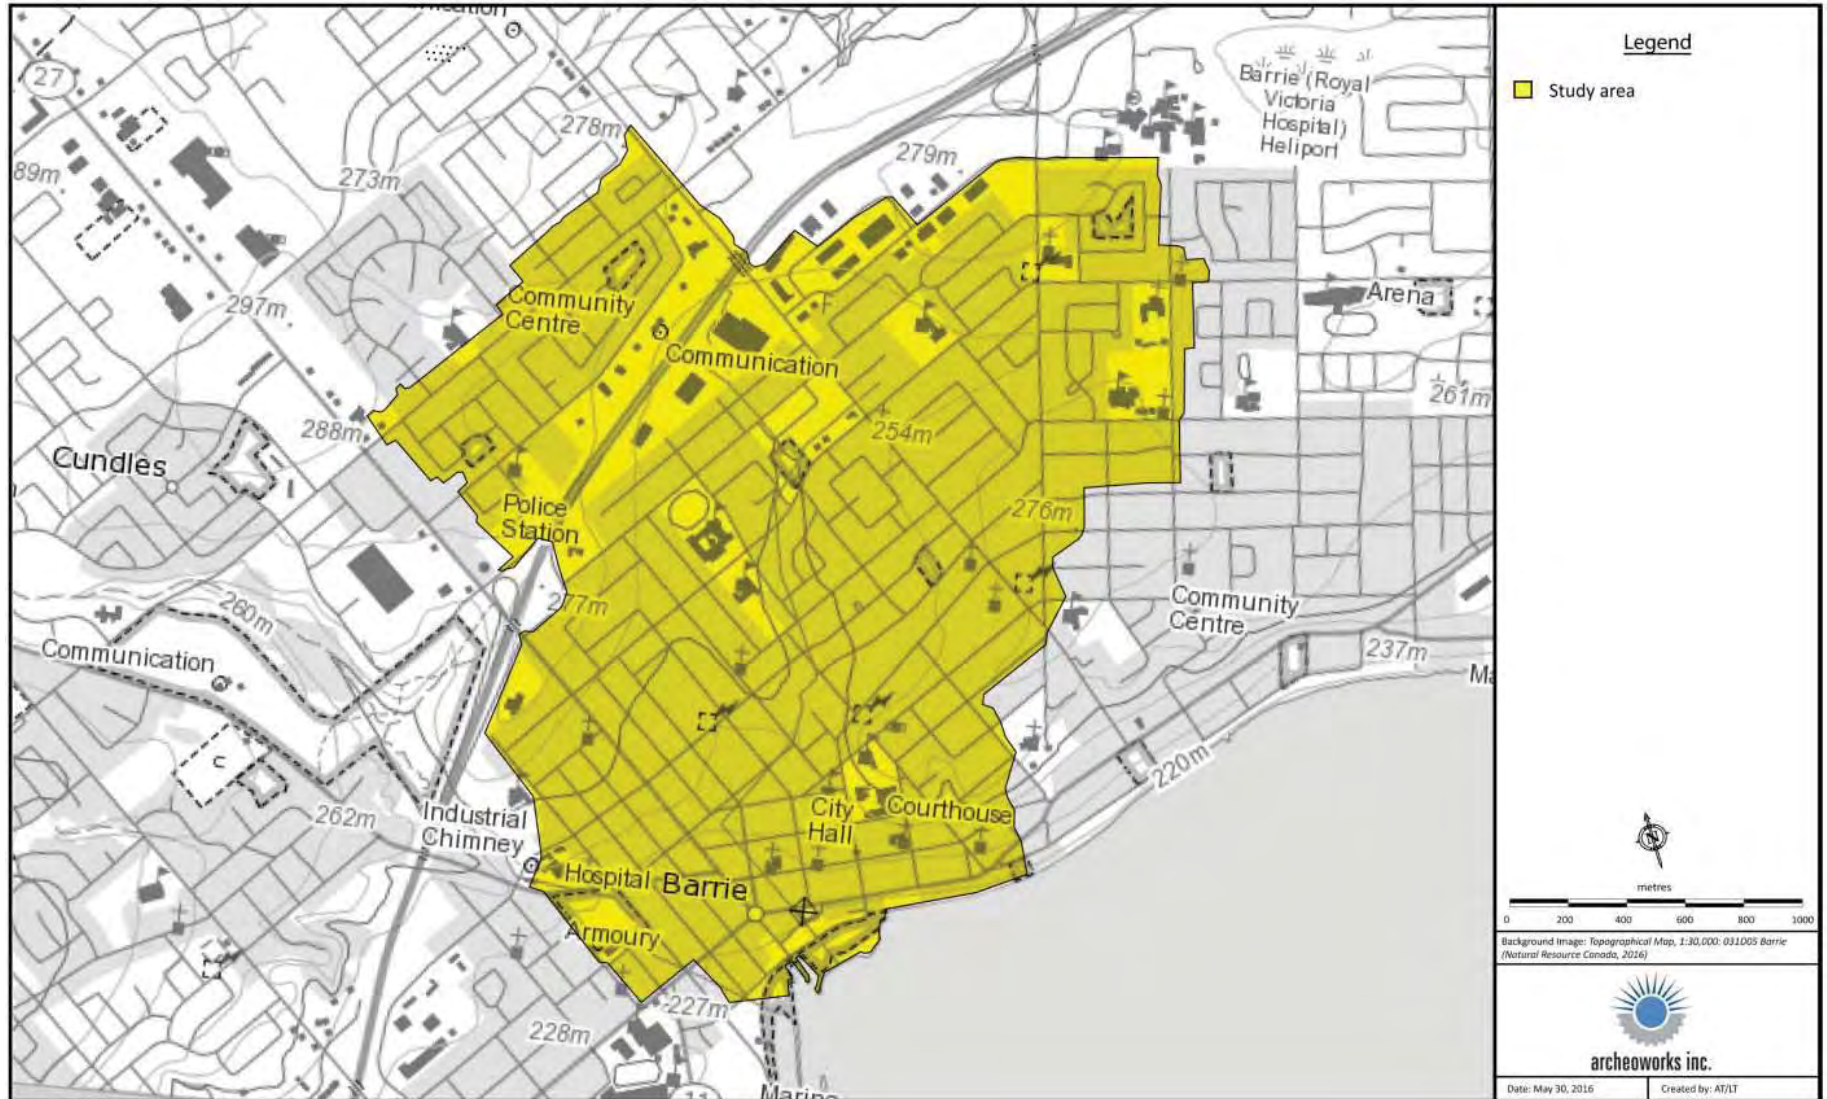 27
278m
279m
Barrie (Royal
Victoria
Hospital)
Heliport
89m
273m
297m
Community
Centre
Communication
Arena
261m
288m
254m
Cundles
Police
Station
276m
277m
260m
Communication
Community
Centre
237m
220m
262m
Industrial
Chimney
City
Hall
Courthouse
Hospital
Barrie
Armoury
227m
228m
11
Legend
Study area
N
metres
0 200 400 600 800 1000
Background Image: Topographical Map, 1:30,000: 031D05 Barrie
(Natural Resource Canada, 2016)
archeoworks inc.
Date: May 30, 2016
Created by: AT/LT